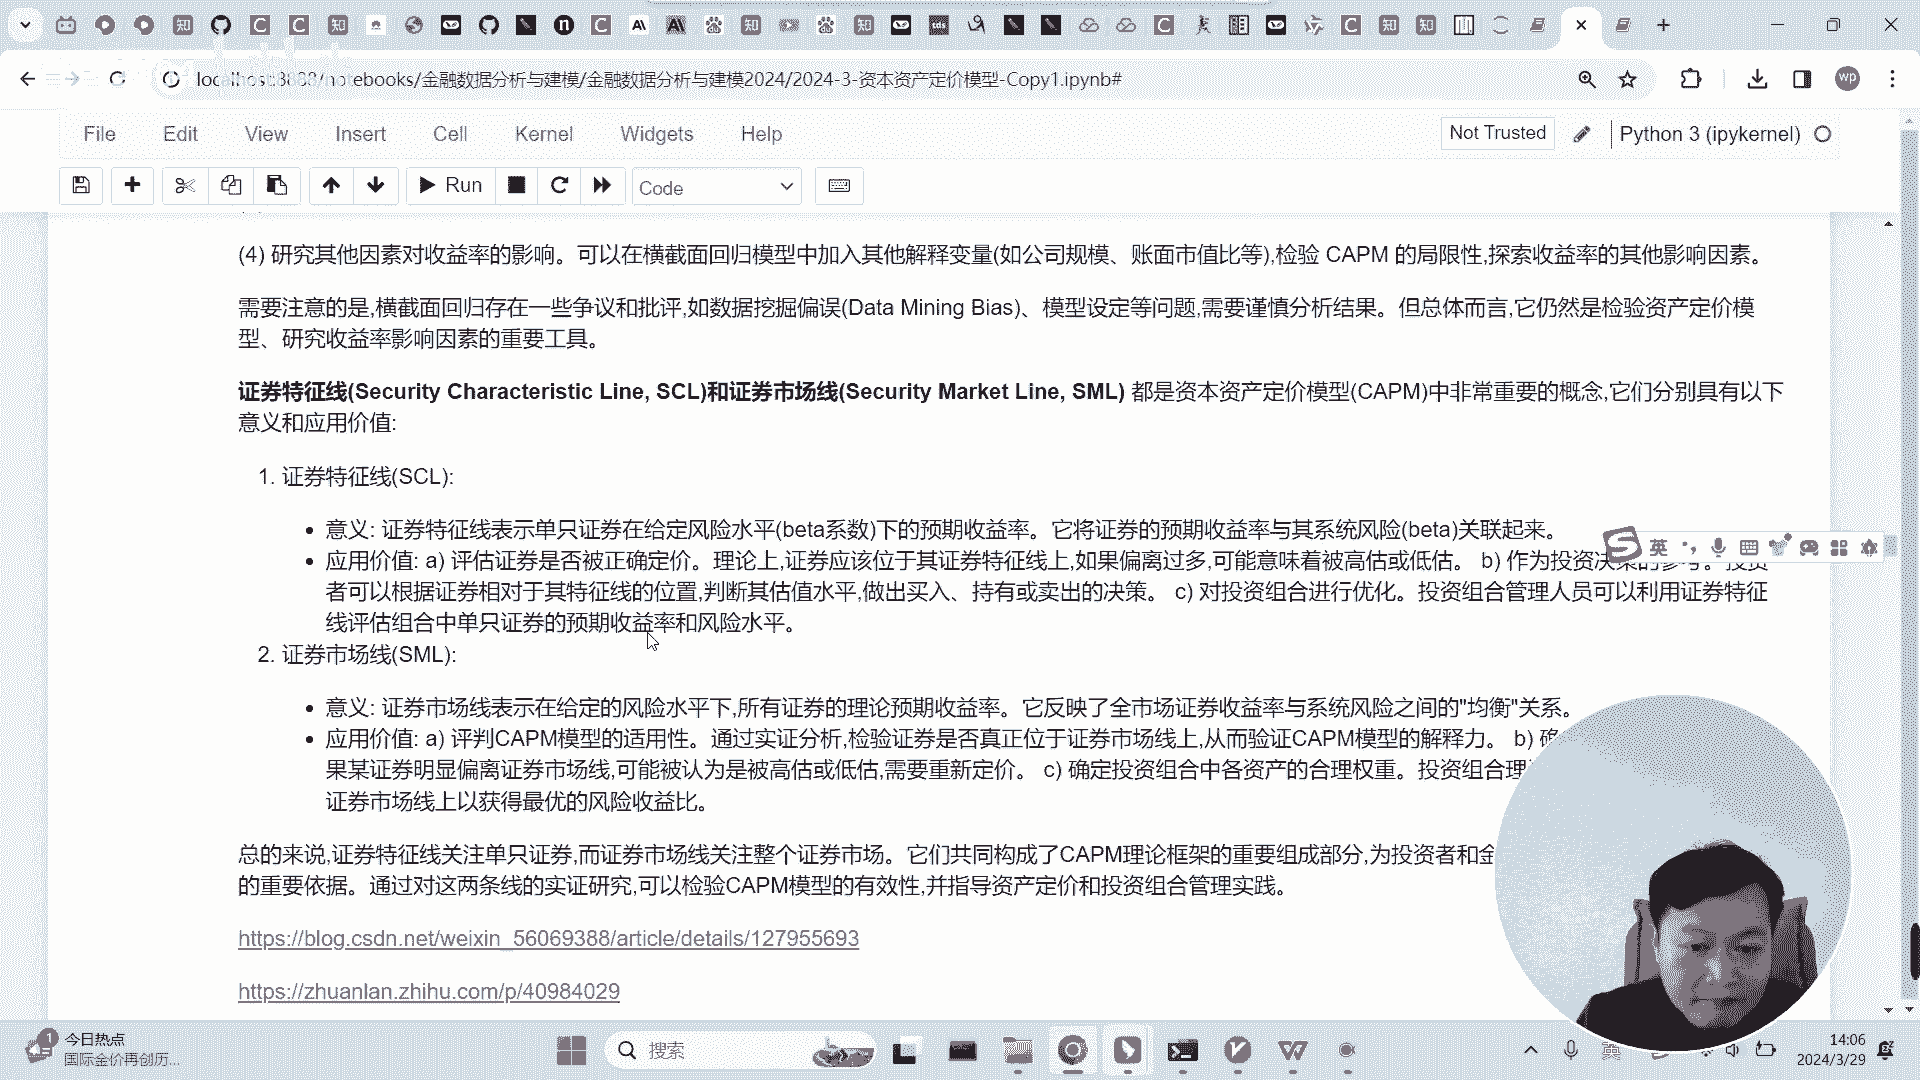 localhost:8888/notebooks/金融数据分析与建模/金融数据分析与建模2024/2024-3-资本资产定价模型-Copy1.ipynb#
wp
File Edit View Insert Cell Kernel Widgets Help
Not Trusted
Python 3 (ipykernel)
Run
Code
(4) 研究其他因素对收益率的影响。可以在横截面回归模型中加入其他解释变量(如公司规模、账面市值比等),检验 CAPM 的局限性,探索收益率的其他影响因素。
需要注意的是,横截面回归存在一些争议和批评,如数据挖掘偏误(Data Mining Bias)、模型设定等问题,需要谨慎分析结果。但总体而言,它仍然是检验资产定价模
型、研究收益率影响因素的重要工具。
证券特征线(Security Characteristic Line, SCL)和证券市场线(Security Market Line, SML) 都是资本资产定价模型(CAPM)中非常重要的概念,它们分别具有以下
意义和应用价值:
1. 证券特征线(SCL):
• 意义: 证券特征线表示单只证券在给定风险水平(beta系数)下的预期收益率。它将证券的预期收益率与其系统风险(beta)关联起来。
• 应用价值: a) 评估证券是否被正确定价。理论上,证券应该位于其证券特征线上,如果偏离过多,可能意味着被高估或低估。 b) 作为投资决策的参考。投资
者可以根据证券相对于其特征线的位置,判断其估值水平,做出买入、持有或卖出的决策。 c) 对投资组合进行优化。投资组合管理人员可以利用证券特征
线评估组合中单只证券的预期收益率和风险水平。
英
2. 证券市场线(SML):
• 意义: 证券市场线表示在给定的风险水平下,所有证券的理论预期收益率。它反映了全市场证券收益率与系统风险之间的"均衡"关系。
• 应用价值: a) 评判CAPM模型的适用性。通过实证分析,检验证券是否真正位于证券市场线上,从而验证CAPM模型的解释力。 b)
果某证券明显偏离证券市场线,可能被认为是被高估或低估,需要重新定价。 c) 确定投资组合中各资产的合理权重。投资组合理
证券市场线上以获得最优的风险收益比。
总的来说,证券特征线关注单只证券,而证券市场线关注整个证券市场。它们共同构成了CAPM理论框架的重要组成部分,为投资者和金
的重要依据。通过对这两条线的实证研究,可以检验CAPM模型的有效性,并指导资产定价和投资组合管理实践。
https://blog.csdn.net/weixin_56069388/article/details/127955693
https://zhuanlan.zhihu.com/p/40984029
1
今日热点
国际金价再创历...
搜索
英
14:06
2024/3/29